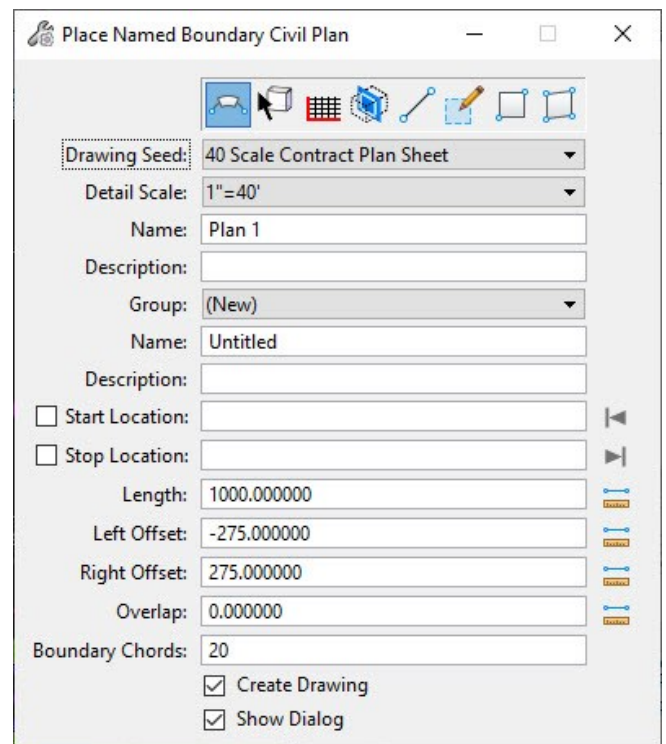 Place Named Boundary Civil Plan
Drawing Seed: 40 Scale Contract Plan Sheet
Detail Scale: 1"=40'
Name: Plan 1
Description:
Group: (New)
Name: Untitled
Description:
Start Location:
Stop Location:
Length: 1000.000000
Left Offset: -275.000000
Right Offset: 275.000000
Overlap: 0.000000
Boundary Chords: 20
Create Drawing
Show Dialog